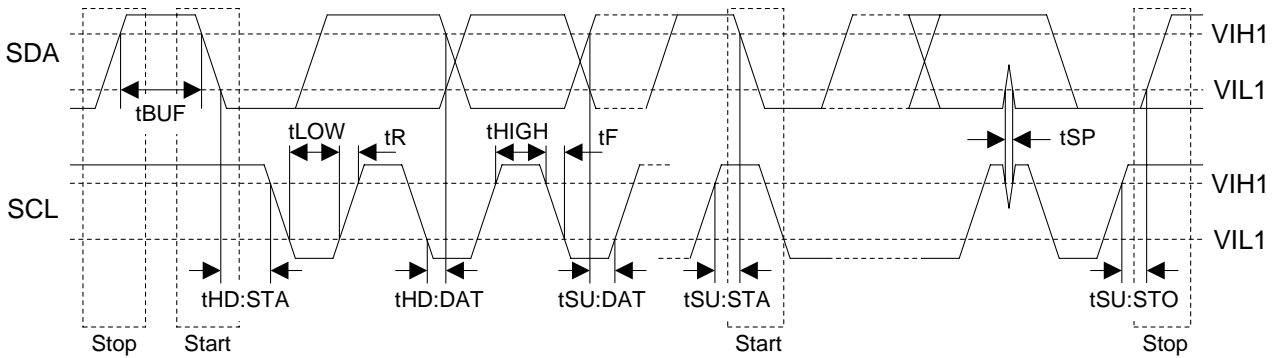 SDA
VIH1
VIL1
tBUF
tLOW
tR
tHIGH
tF
tSP
SCL
VIH1
VIL1
tHD:STA
tHD:DAT
tSU:DAT
tSU:STA
tSU:STO
Stop
Start
Start
Stop